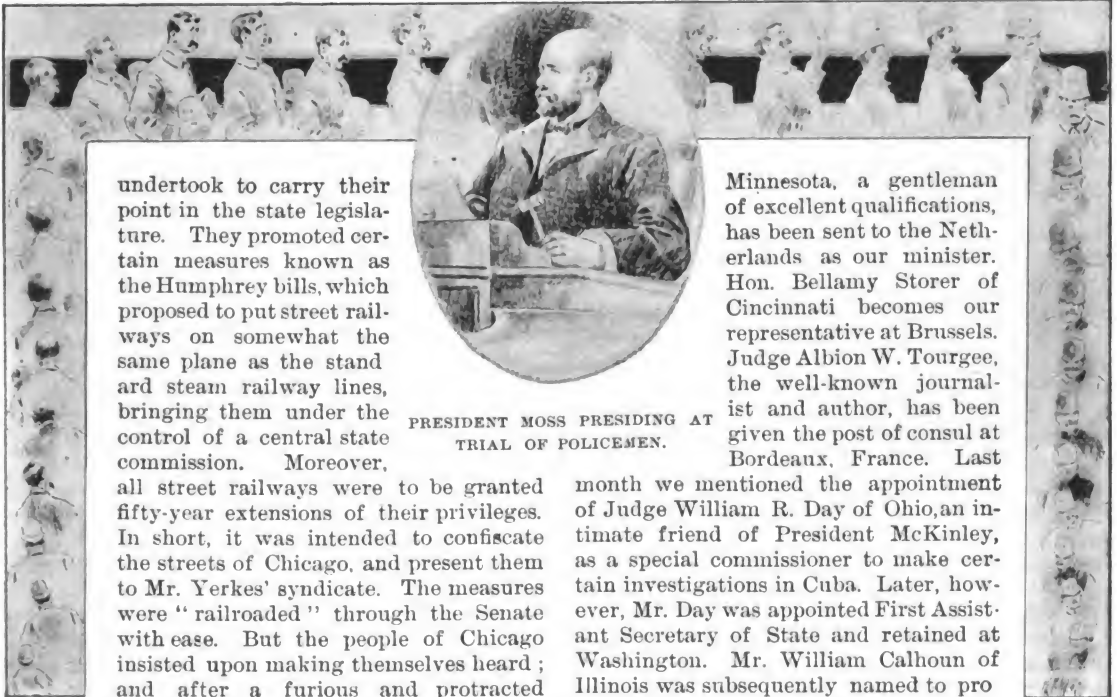 undertook to carry their
point in the state legisla-
ture. They promoted cer-
tain measures known as
the Humphrey bills, which
proposed to put street rail-
ways on somewhat the
same plane as the stand
ard steam railway lines,
bringing them under the
control of a central state
commission. Moreover,
all street railways were to be granted
fifty-year extensions of their privileges.
In short, it was intended to confiscate
the streets of Chicago, and present them
to Mr. Yerkes' syndicate. The measures
were “ railroaded ” through the Senate
with ease. But the people of Chicago
insisted upon making themselves heard ;
and after a furious and protracted
PRESIDENT MOSS PRESIDING AT
TRIAL OF POLICEMEN.
Minnesota, a gentleman
of excellent qualifications,
has been sent to the Neth-
erlands as our minister.
Hon. Bellamy Storer of
Cincinnati becomes our
representative at Brussels.
Judge Albion W. Tourgee,
the well-known journal-
ist and author, has been
given the post of consul at
Bordeaux, France. Last
month we mentioned the appointment
of Judge William R. Day of Ohio,an in-
timate friend of President McKinley,
as a special commissioner to make cer-
tain investigations in Cuba. Later, how-
ever, Mr. Day was appointed First Assist-
ant Secretary of State and retained at
Washington. Mr. William Calhoun of
Illinois was subsequently named to pro